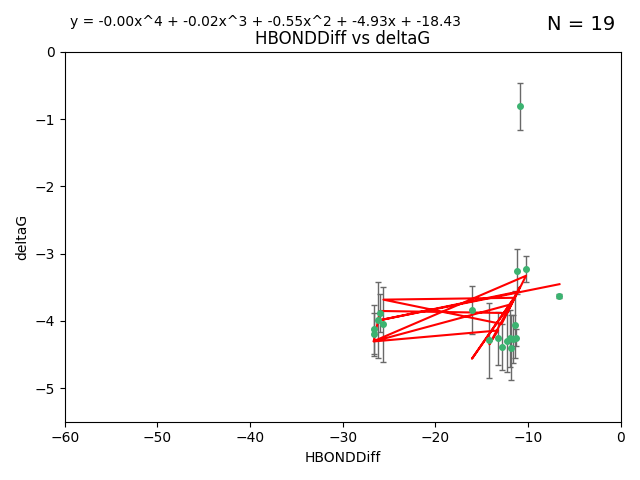 y = -0.00x^4 + -0.02x^3 + -0.55x^2 + -4.93x + -18.43
N = 19
HBONDDiff vs deltaG
0
−1
−2
−3
−4
−5
deltaG
−60 −50 −40 −30 −20 −10 0
HBONDDiff